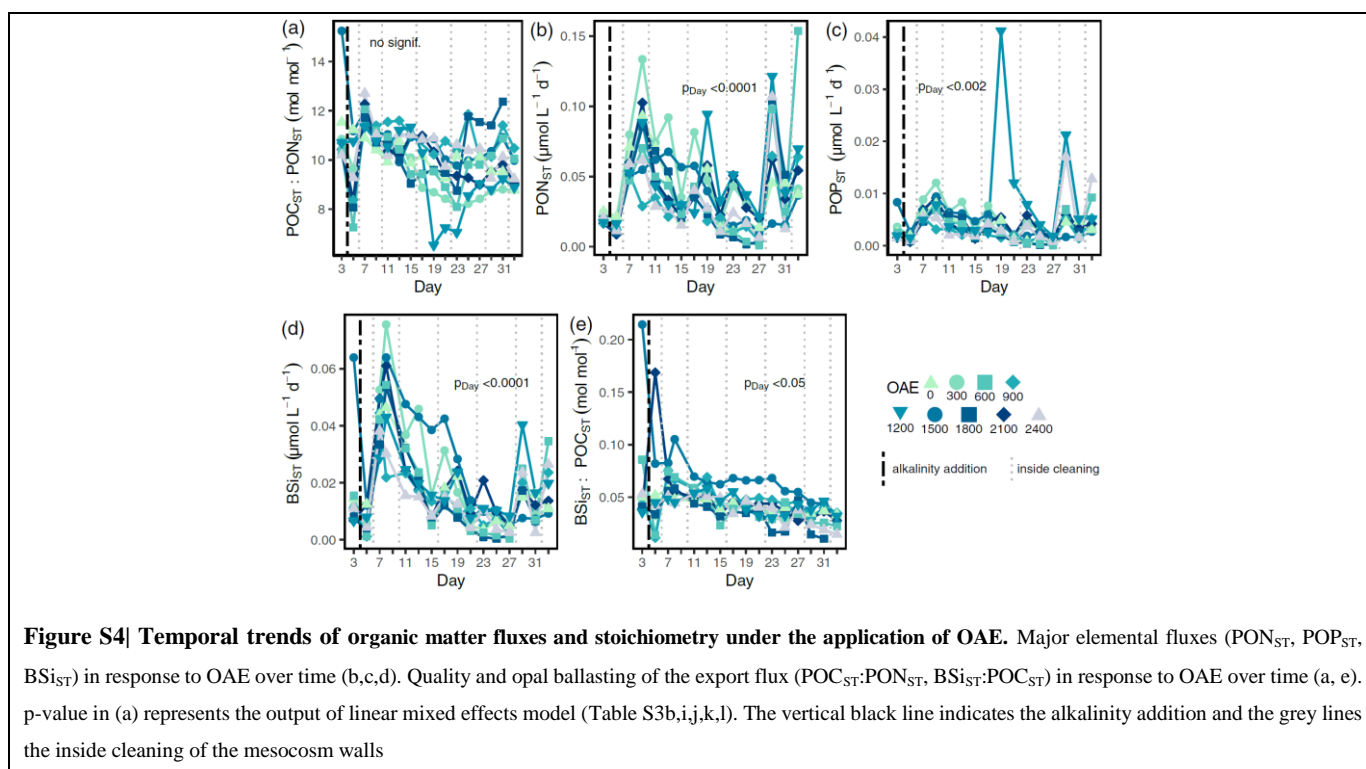 (a)
no signif.
POC_ST : PON_ST (mol mol⁻¹)
14
12
10
8
3 7 11 15 19 23 27 31
Day
(b)
p_Day <0.0001
PON_ST (µmol L⁻¹ d⁻¹)
0.15
0.10
0.05
0.00
3 7 11 15 19 23 27 31
Day
(c)
p_Day <0.002
POP_ST (µmol L⁻¹ d⁻¹)
0.04
0.03
0.02
0.01
0.00
3 7 11 15 19 23 27 31
Day
(d)
p_Day <0.0001
BSi_ST (µmol L⁻¹ d⁻¹)
0.06
0.04
0.02
0.00
3 7 11 15 19 23 27 31
Day
(e)
p_Day <0.05
BSi_ST : POC_ST (mol mol⁻¹)
0.20
0.15
0.10
0.05
3 7 11 15 19 23 27 31
Day
OAE
0 300 600 900
1200 1500 1800 2100 2400
alkalinity addition
inside cleaning
Figure S4| Temporal trends of organic matter fluxes and stoichiometry under the application of OAE. Major elemental fluxes (PON_ST, POP_ST,
BSi_ST) in response to OAE over time (b,c,d). Quality and opal ballasting of the export flux (POC_ST:PON_ST, BSi_ST:POC_ST) in response to OAE over time (a, e).
p-value in (a) represents the output of linear mixed effects model (Table S3b,i,j,k,l). The vertical black line indicates the alkalinity addition and the grey lines
the inside cleaning of the mesocosm walls